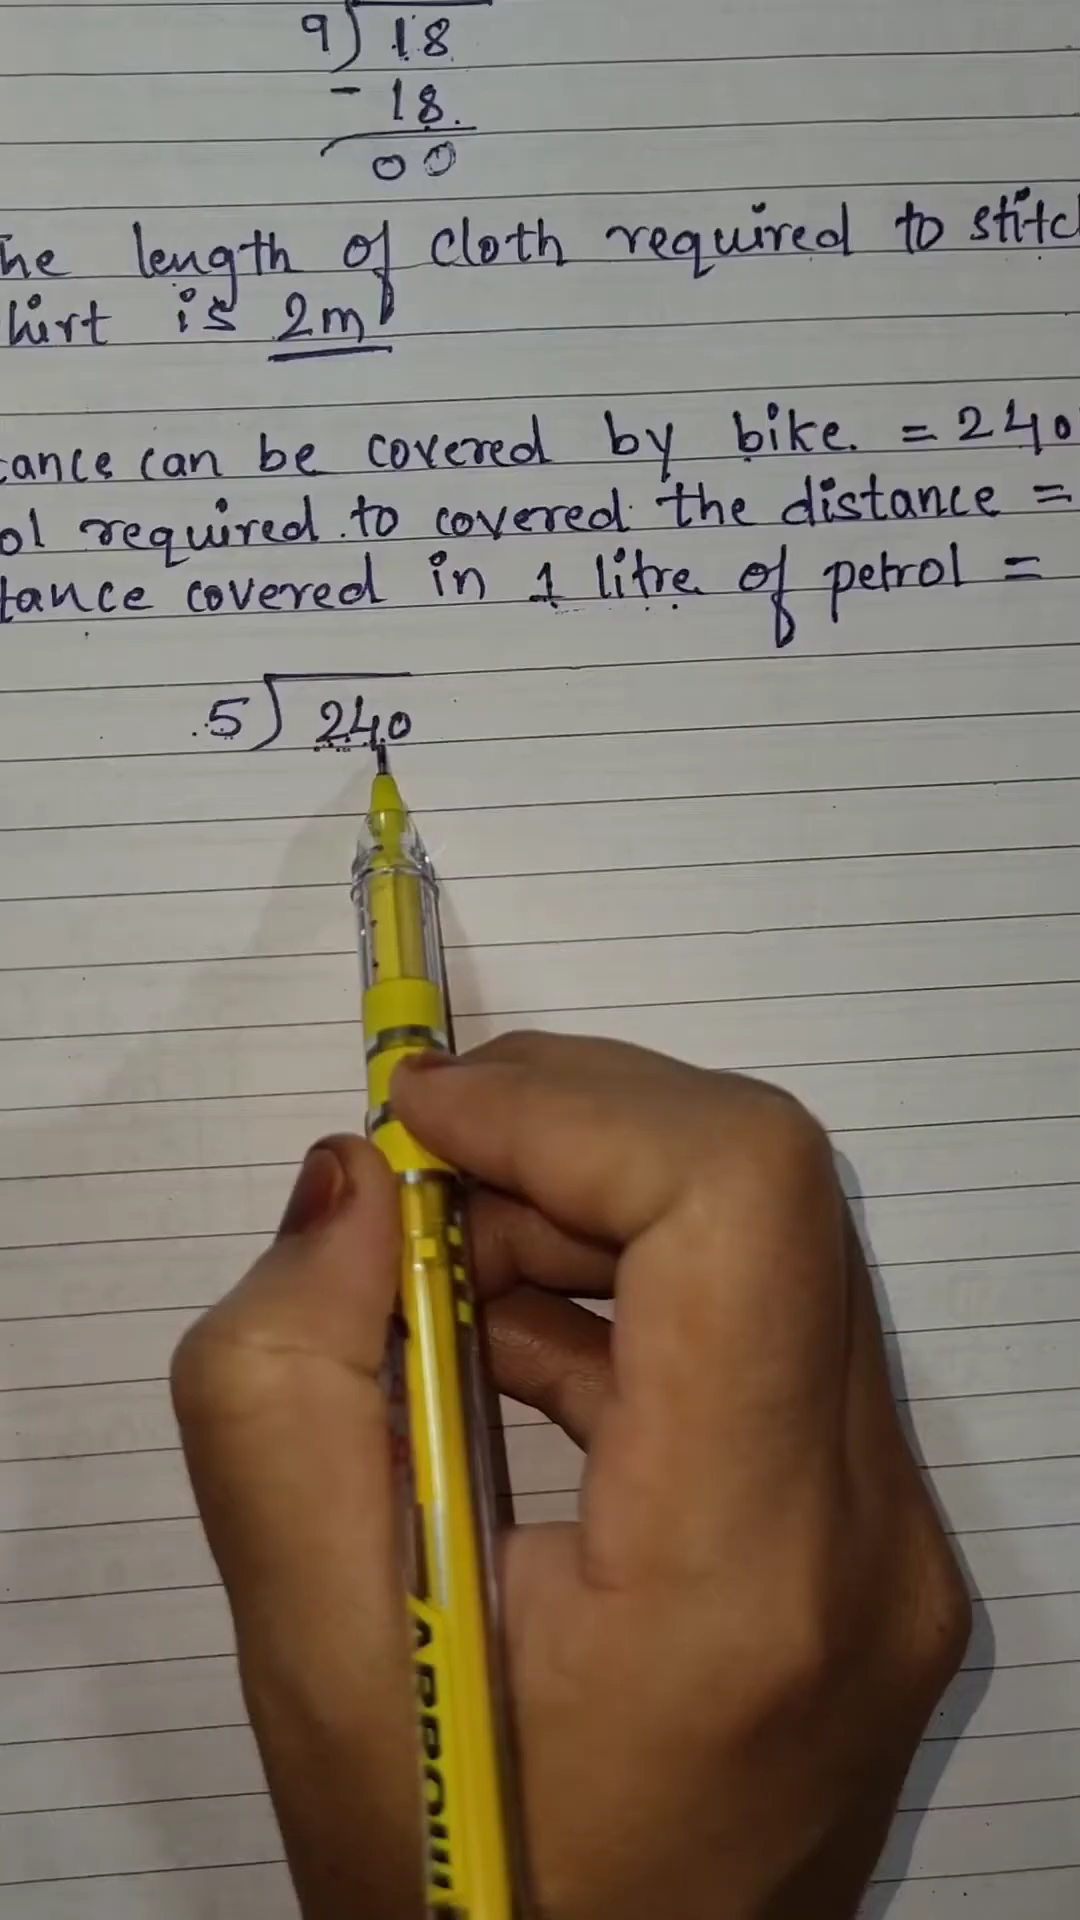 9) 18
- 18.
00
he length of cloth required to stitc
hirt is 2m
tance can be covered by bike. = 240
ol required to covered the distance =
tance covered in 1 litre of petrol =
5) 240